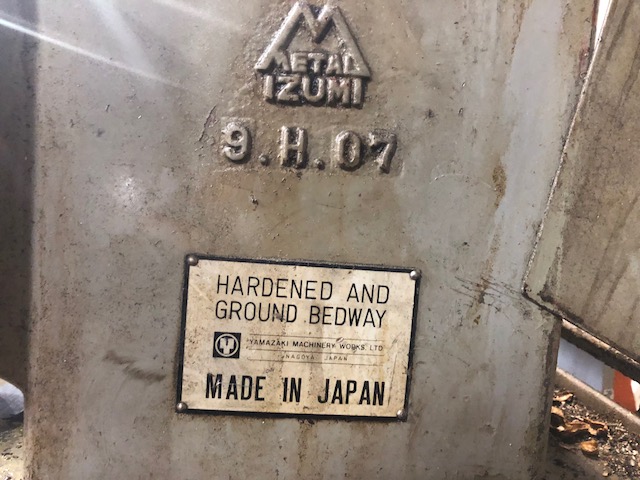 M
METAL
IZUMI
9.H.07
HARDENED AND
GROUND BEDWAY
Y
YAMAZAKI MACHINERY WORKS, LTD.
NAGOYA JAPAN
MADE IN JAPAN